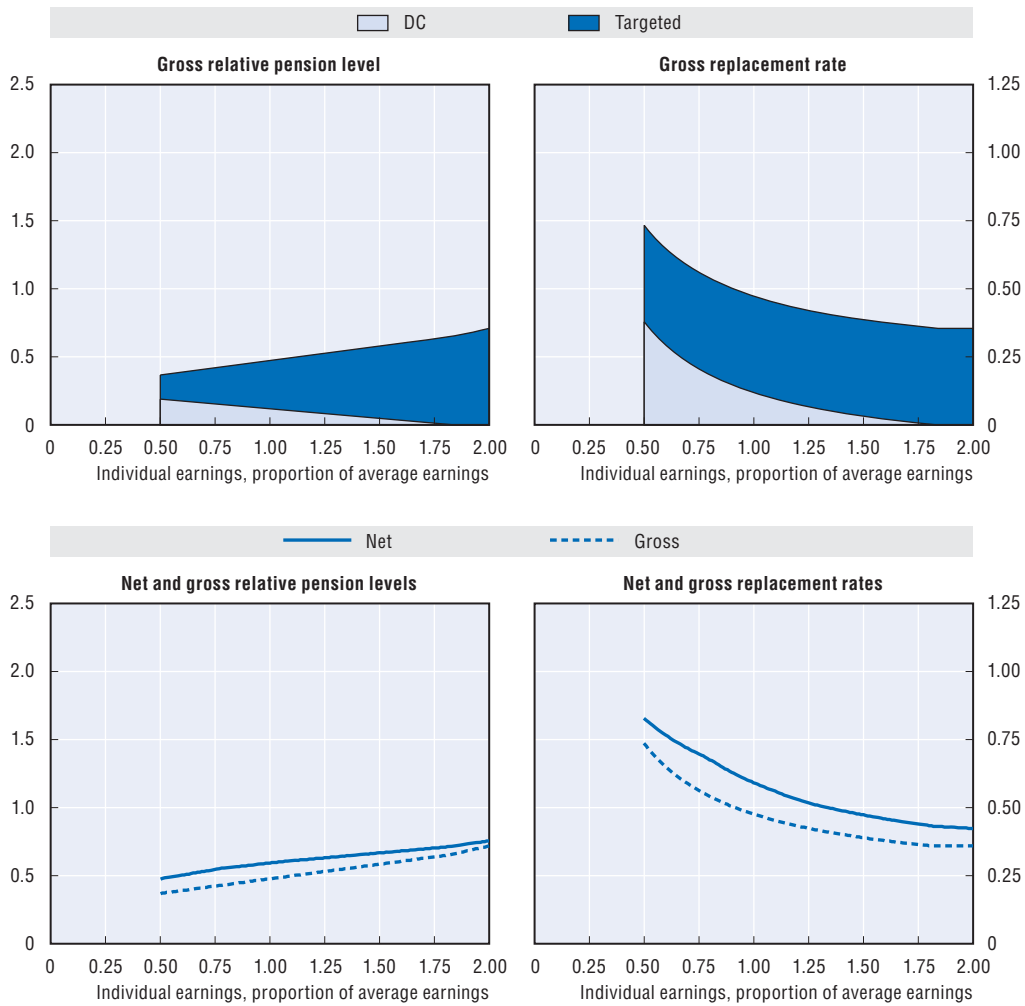 DC Targeted
Gross relative pension level
2.5
2.0
1.5
1.0
0.5
0
0 0.25 0.50 0.75 1.00 1.25 1.50 1.75 2.00
Individual earnings, proportion of average earnings
Gross replacement rate
1.25
1.00
0.75
0.50
0.25
0
0 0.25 0.50 0.75 1.00 1.25 1.50 1.75 2.00
Individual earnings, proportion of average earnings
Net Gross
Net and gross relative pension levels
2.5
2.0
1.5
1.0
0.5
0
0 0.25 0.50 0.75 1.00 1.25 1.50 1.75 2.00
Individual earnings, proportion of average earnings
Net and gross replacement rates
1.25
1.00
0.75
0.50
0.25
0
0 0.25 0.50 0.75 1.00 1.25 1.50 1.75 2.00
Individual earnings, proportion of average earnings